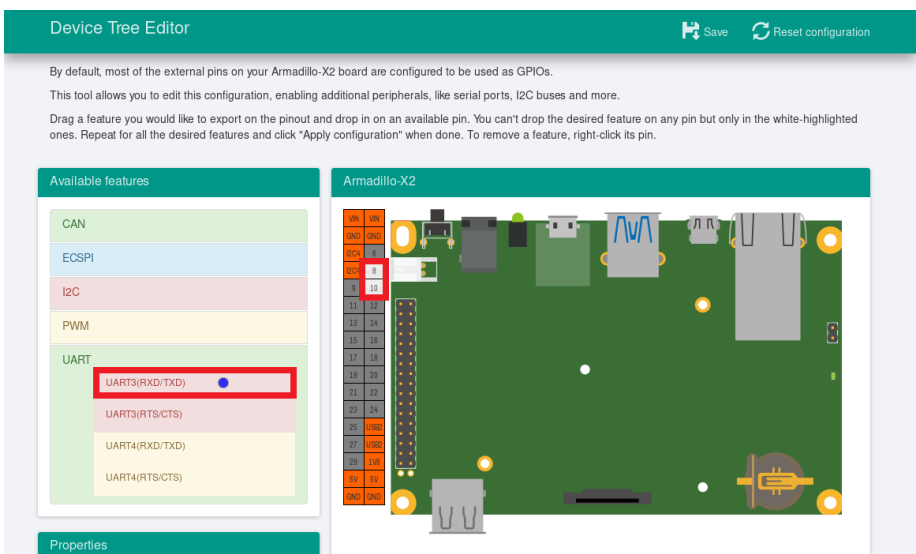 Device Tree Editor
Save
Reset configuration
By default, most of the external pins on your Armadillo-X2 board are configured to be used as GPIOs.
This tool allows you to edit this configuration, enabling additional peripherals, like serial ports, I2C buses and more.
Drag a feature you would like to export on the pinout and drop in on an available pin. You can't drop the desired feature on any pin but only in the white-highlighted
ones. Repeat for all the desired features and click "Apply configuration" when done. To remove a feature, right-click its pin.
Available features
CAN
ECSPI
I2C
PWM
UART
UART3(RXD/TXD)
UART3(RTS/CTS)
UART4(RXD/TXD)
UART4(RTS/CTS)
Properties
Armadillo-X2
VIN VIN
GND GND
I2C4 6
I2C4 8
9 10
11 12
13 14
15 16
17 18
19 20
21 22
23 24
25 USB2
27 USB2
29 1V8
5V 5V
GND GND